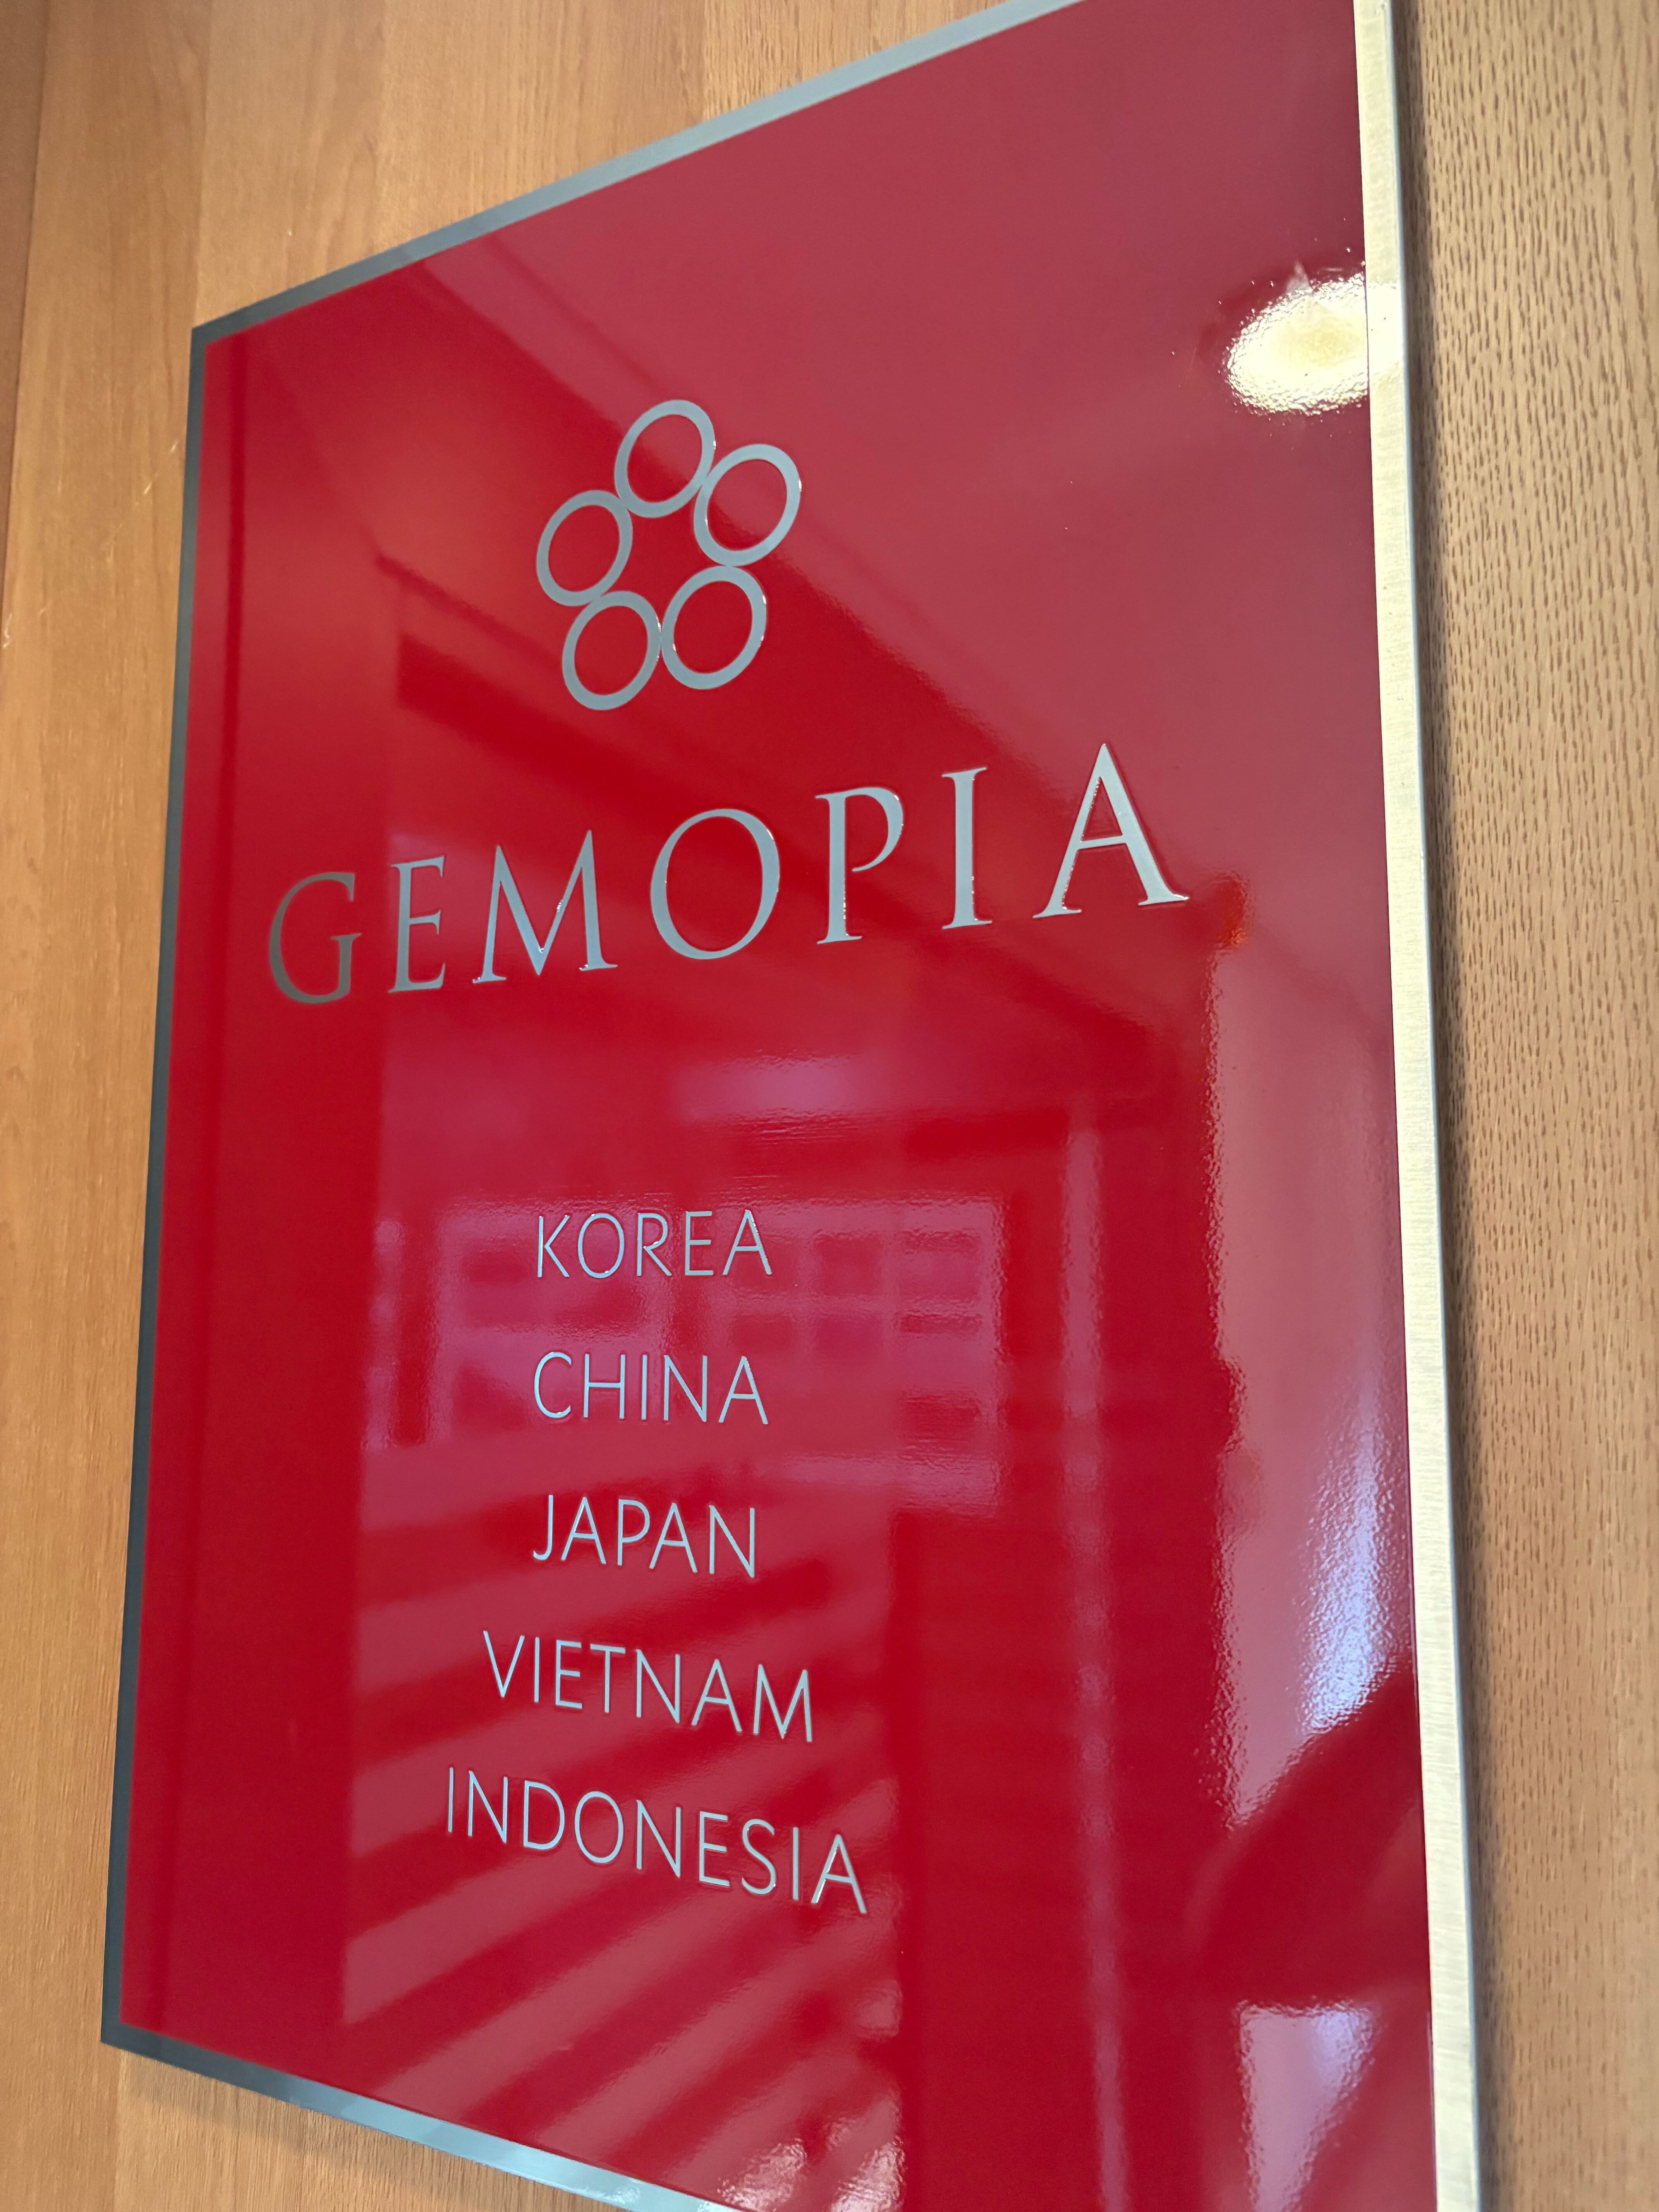 GEMOPIA
KOREA
CHINA
JAPAN
VIETNAM
INDONESIA